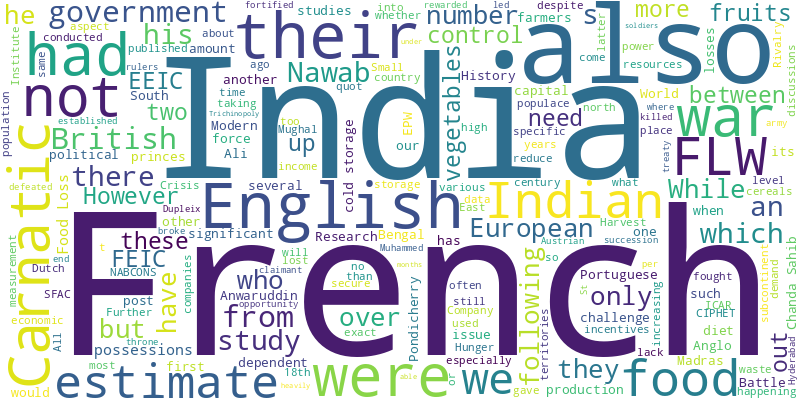 government
he
his
had
not
EEIC
two
British
there
However
these
FEIC
who
from
but
study
estimate
were
India
French
English
Indian
European
their
also
Nawab
need
up
number
control
more
fruits
between
war
FLW
While
an
which
only
following
they
food
we
out
over
have
vegetables
cold storage
Carnatic
Food Loss
population
Institute
aspect
conducted
same
published
amount
rulers
about
ago
another
time
taking
South
Modern
force
Ali
political
princes
established
Crisis
other
several
significant
Dupleix
defeated
measurement
Dutch
end
NABCONS
SFAC
All
post
Further
possessions
companies
economic
would
most
throne.
first
broke
Anwaruddin
claimant
lost
will
opportunity
dependent
18th
exact
gave
months
heavily
Hunger
Research
Bengal
secure
Muhammed
no
than
Pondicherry
has
often
still
Company
used
issue
especially
or
able
production
happening
Battle
waste
Madras
Anglo
diet
lack
increasing
challenge
incentives
territories
Portuguese
one
so
succession
Austrian
Harvest
data
East
century
various
what
when
such
fought
ICAR
CIPHET
per
St
demand
subcontinent
Chanda Sahib
Hyderabad
army
treaty
level
cereals
its
killed
place
where
soldiers
World
north
populace
specific
reduce
years
high
capital
History
EPW
our
too
income
Small
country
quot
storage
Mughal
Trichinopoly
under
fortified
studies
into
whether
rewarded
led
despite
farmers
latter
come
power
resources
losses
Rivalry
discussions
s
t